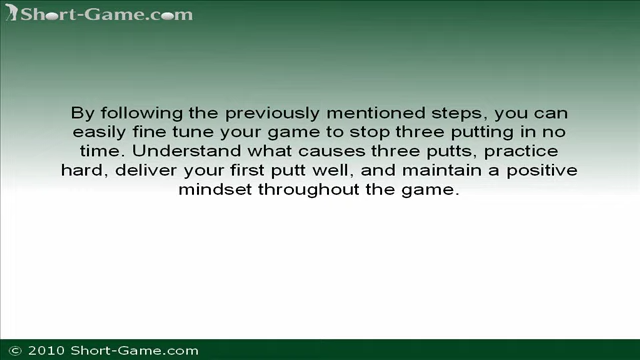 Short-Game.com
By following the previously mentioned steps, you can
easily fine tune your game to stop three putting in no
time. Understand what causes three putts, practice
hard, deliver your first putt well, and maintain a positive
mindset throughout the game.
© 2010 Short-Game.com